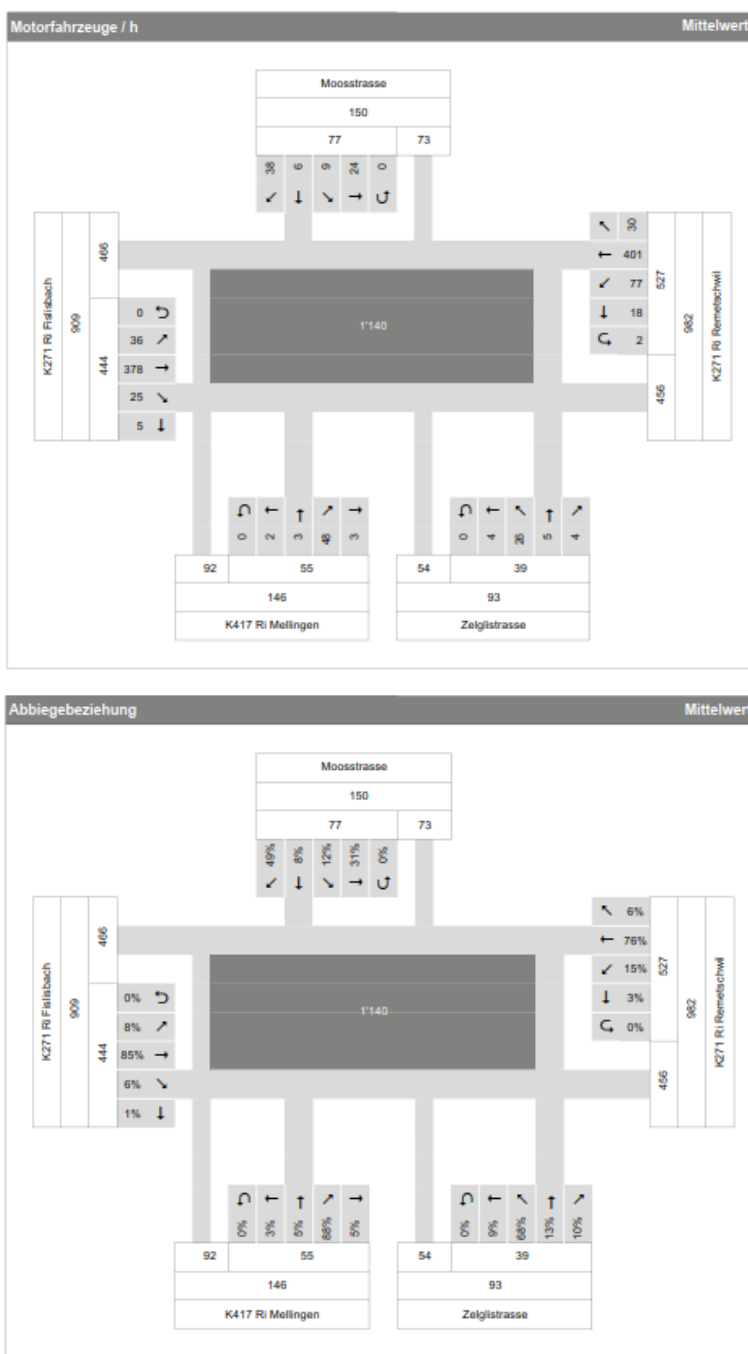 Motorfahrzeuge / h Mittelwert
Moosstrasse
150
77 73
38 6 9 24 0
K271 Ri Fislisbach
909
466
444
0
36
378
25
5
1'140
30
401
77
18
2
527
456
982
K271 Ri Remetschwil
0 2 3 48 3
0 4 26 5 4
92 55
54 39
146
93
K417 Ri Mellingen
Zelglistrasse
Abbiegebeziehung Mittelwert
Moosstrasse
150
77 73
49% 8% 12% 31% 0%
K271 Ri Fislisbach
909
466
444
0%
8%
85%
6%
1%
1'140
6%
76%
15%
3%
0%
527
456
982
K271 Ri Remetschwil
0% 3% 5% 88% 5%
0% 9% 68% 13% 10%
92 55
54 39
146
93
K417 Ri Mellingen
Zelglistrasse